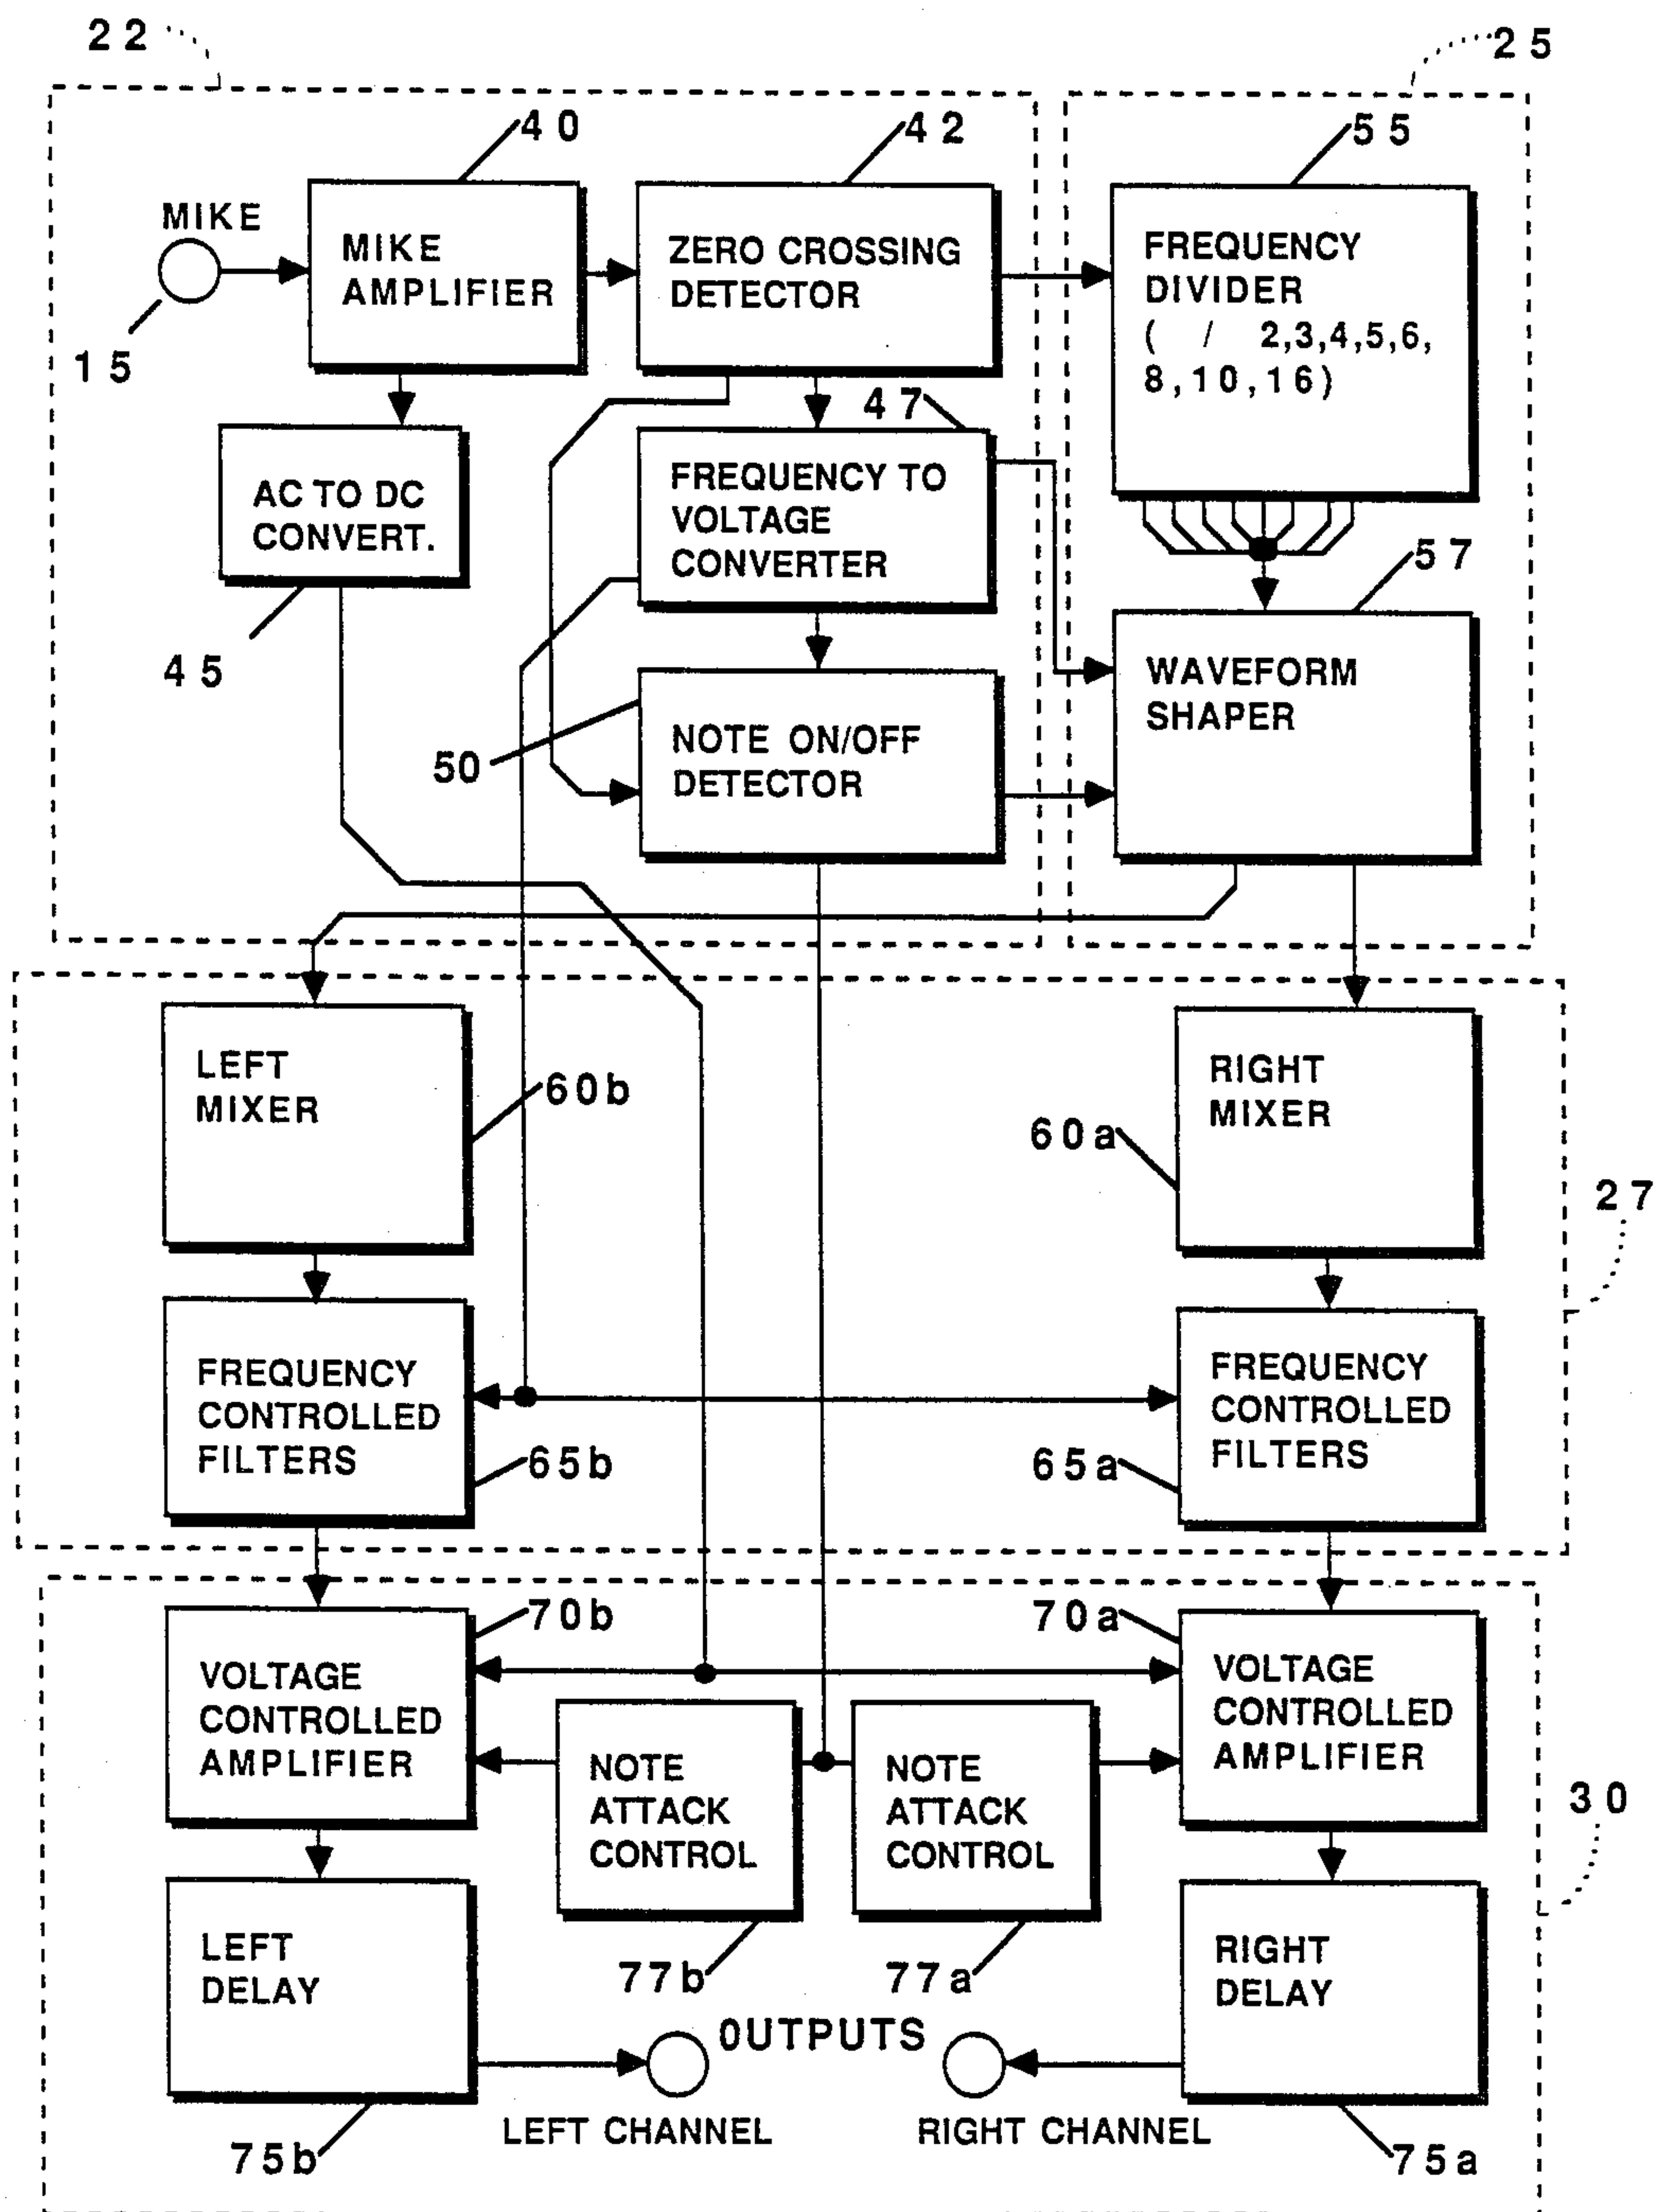 22
25
40
42
55
MIKE
MIKE
AMPLIFIER
ZERO CROSSING
DETECTOR
FREQUENCY
DIVIDER
( / 2,3,4,5,6,
8,10,16)
15
47
AC TO DC
CONVERT.
FREQUENCY TO
VOLTAGE
CONVERTER
57
45
WAVEFORM
SHAPER
50
NOTE ON/OFF
DETECTOR
LEFT
MIXER
60b
RIGHT
MIXER
60a
27
FREQUENCY
CONTROLLED
FILTERS
FREQUENCY
CONTROLLED
FILTERS
65b
65a
70b
70a
VOLTAGE
CONTROLLED
AMPLIFIER
VOLTAGE
CONTROLLED
AMPLIFIER
NOTE
ATTACK
CONTROL
NOTE
ATTACK
CONTROL
30
LEFT
DELAY
77b
77a
RIGHT
DELAY
OUTPUTS
LEFT CHANNEL
RIGHT CHANNEL
75b
75a